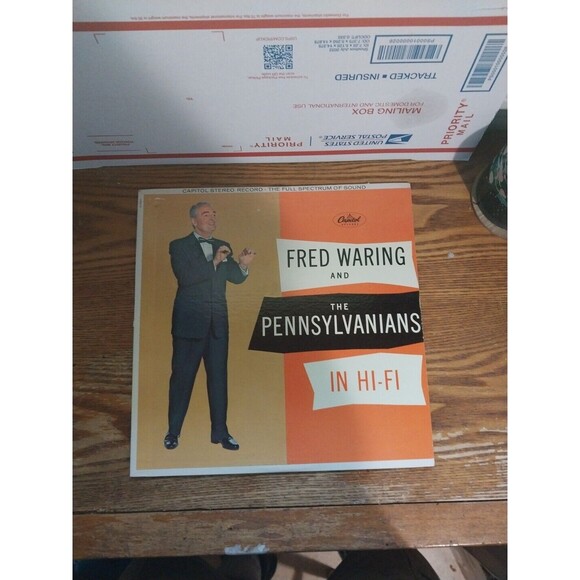 TRACKED ■ INSURED
MAILING BOX
FOR DOMESTIC AND INTERNATIONAL USE
UNITED STATES
POSTAL SERVICE
PRIORITY
MAIL
PRIORITY
MAIL
CAPITOL STEREO RECORD · THE FULL SPECTRUM OF SOUND
Capitol
FRED WARING
AND
THE
PENNSYLVANIANS
IN HI-FI